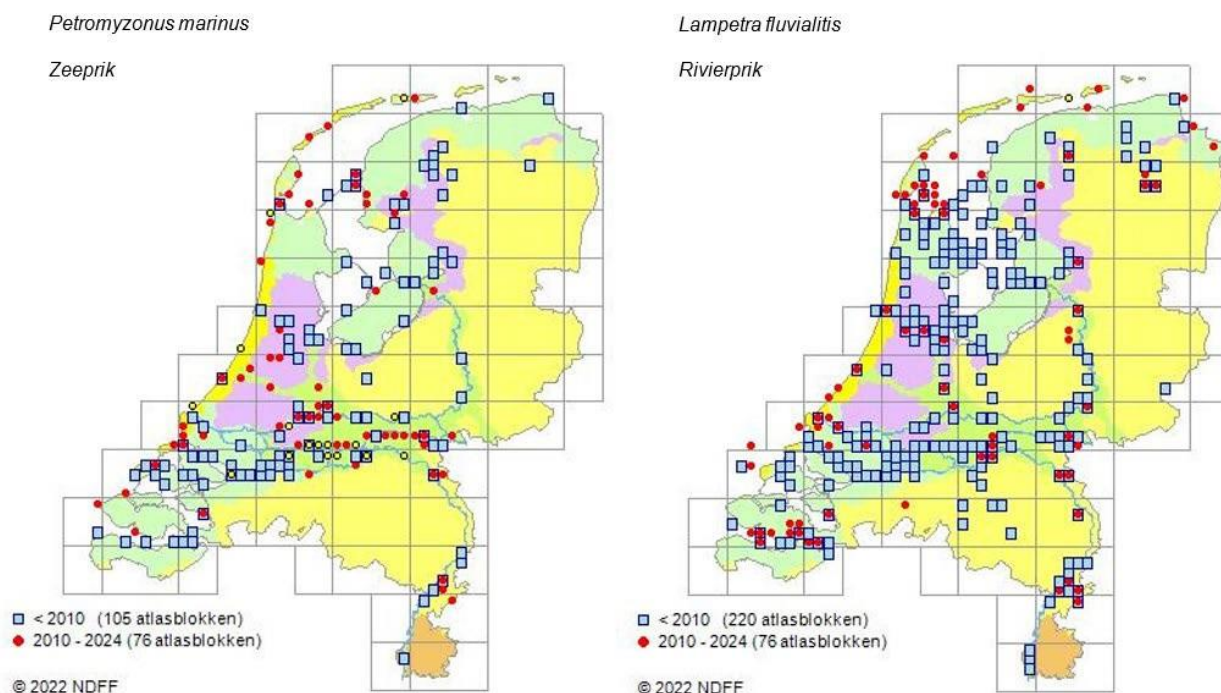 Petromyzonus marinus
Zeeprik
< 2010 (105 atlasblokken)
2010 - 2024 (76 atlasblokken)
© 2022 NDFF
Lampetra fluvialitis
Rivierprik
< 2010 (220 atlasblokken)
2010 - 2024 (76 atlasblokken)
© 2022 NDFF